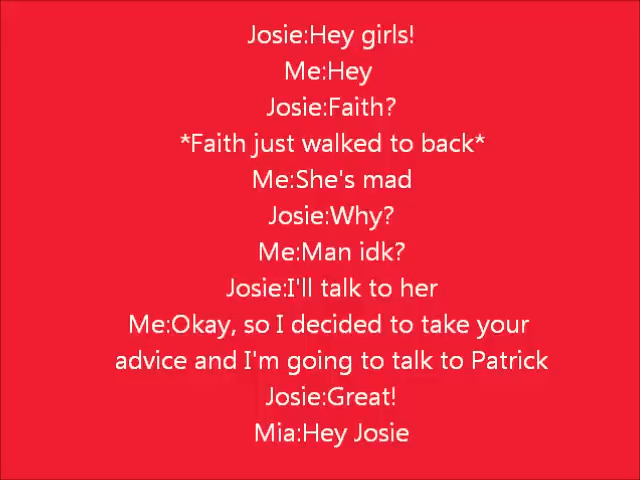 Josie:Hey girls!
Me:Hey
Josie:Faith?
*Faith just walked to back*
Me:She's mad
Josie:Why?
Me:Man idk?
Josie:I'll talk to her
Me:Okay, so I decided to take your
advice and I'm going to talk to Patrick
Josie:Great!
Mia:Hey Josie